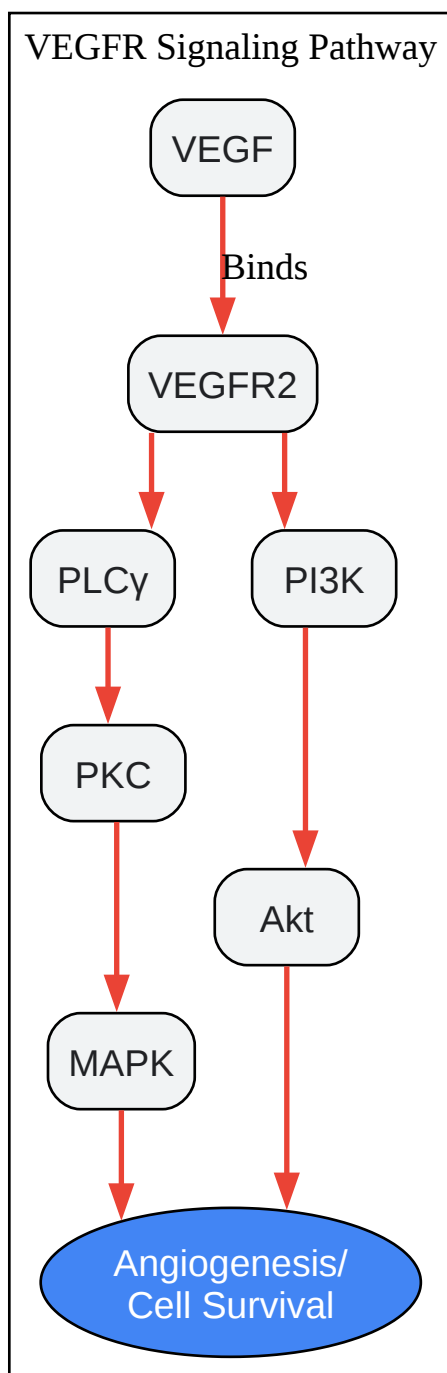 VEGFR Signaling Pathway
VEGF
Binds
VEGFR2
PLCγ
PI3K
PKC
Akt
MAPK
Angiogenesis/
Cell Survival